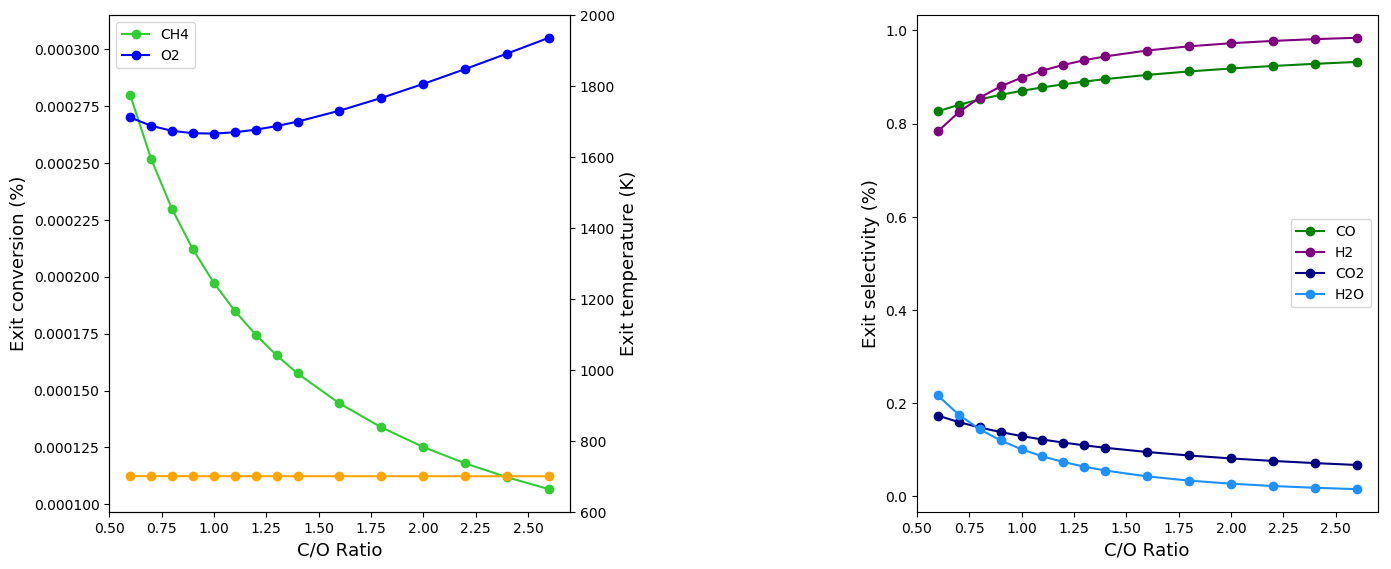 CH4
O2
0.000300
0.000275
0.000250
0.000225
0.000200
0.000175
0.000150
0.000125
0.000100
Exit conversion (%)
0.50 0.75 1.00 1.25 1.50 1.75 2.00 2.25 2.50
C/O Ratio
2000
1800
1600
1400
1200
1000
800
600
Exit temperature (K)
1.0
0.8
0.6
0.4
0.2
0.0
Exit selectivity (%)
CO
H2
CO2
H2O
0.50 0.75 1.00 1.25 1.50 1.75 2.00 2.25 2.50
C/O Ratio